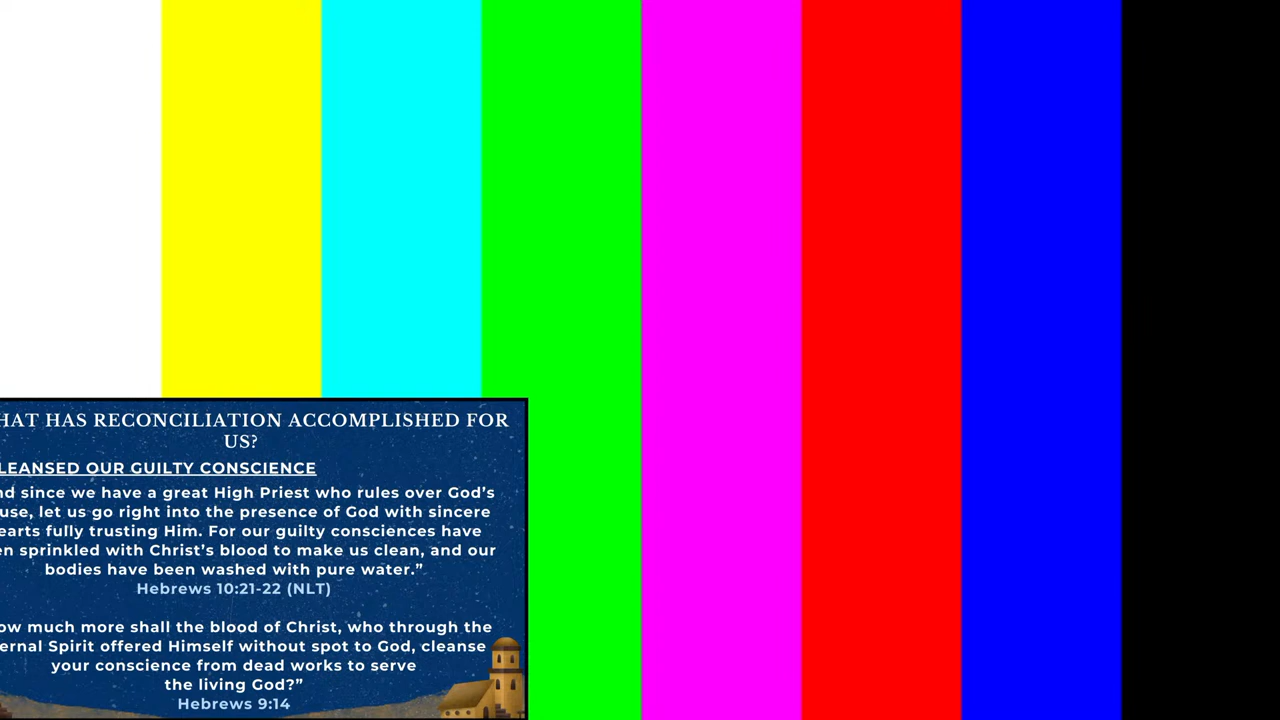 HAT HAS RECONCILIATION ACCOMPLISHED FOR
US?
LEANSED OUR GUILTY CONSCIENCE
nd since we have a great High Priest who rules over God's
use, let us go right into the presence of God with sincere
earts fully trusting Him. For our guilty consciences have
en sprinkled with Christ's blood to make us clean, and our
bodies have been washed with pure water.”
Hebrews 10:21-22 (NLT)
ow much more shall the blood of Christ, who through the
ernal Spirit offered Himself without spot to God, cleanse
your conscience from dead works to serve
the living God?”
Hebrews 9:14